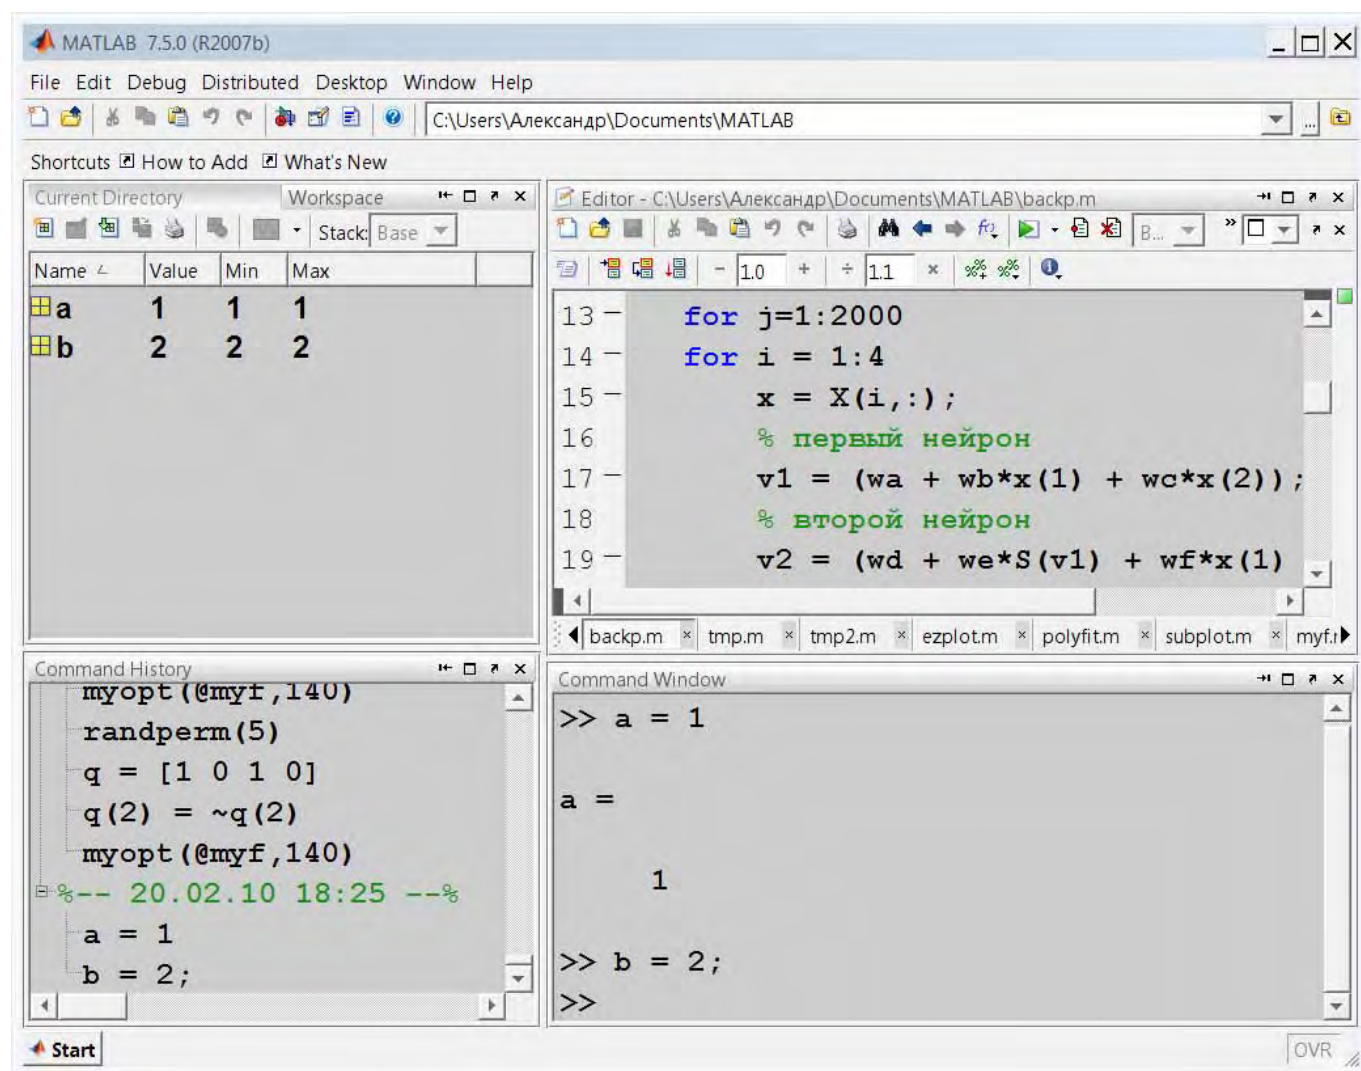 MATLAB 7.5.0 (R2007b)
File Edit Debug Distributed Desktop Window Help
C:\Users\Александр\Documents\MATLAB
...
Shortcuts How to Add What's New
Current Directory Workspace
Stack: Base
Name Value Min Max
a 1 1 1
b 2 2 2
Editor - C:\Users\Александр\Documents\MATLAB\backp.m
B... »
- 1.0 + ÷ 1.1 ×
13 - for j=1:2000
14 - for i = 1:4
15 - x = X(i,:);
16 % первый нейрон
17 - v1 = (wa + wb*x(1) + wc*x(2));
18 % второй нейрон
19 - v2 = (wd + we*S(v1) + wf*x(1)
backp.m × tmp.m × tmp2.m × ezplot.m × polyfit.m × subplot.m × myf.r
Command History
myopt(@myf,140)
randperm(5)
q = [1 0 1 0]
q(2) = ~q(2)
myopt(@myf,140)
%-- 20.02.10 18:25 --%
a = 1
b = 2;
Command Window
>> a = 1
a =
1
>> b = 2;
>>
Start
OVR